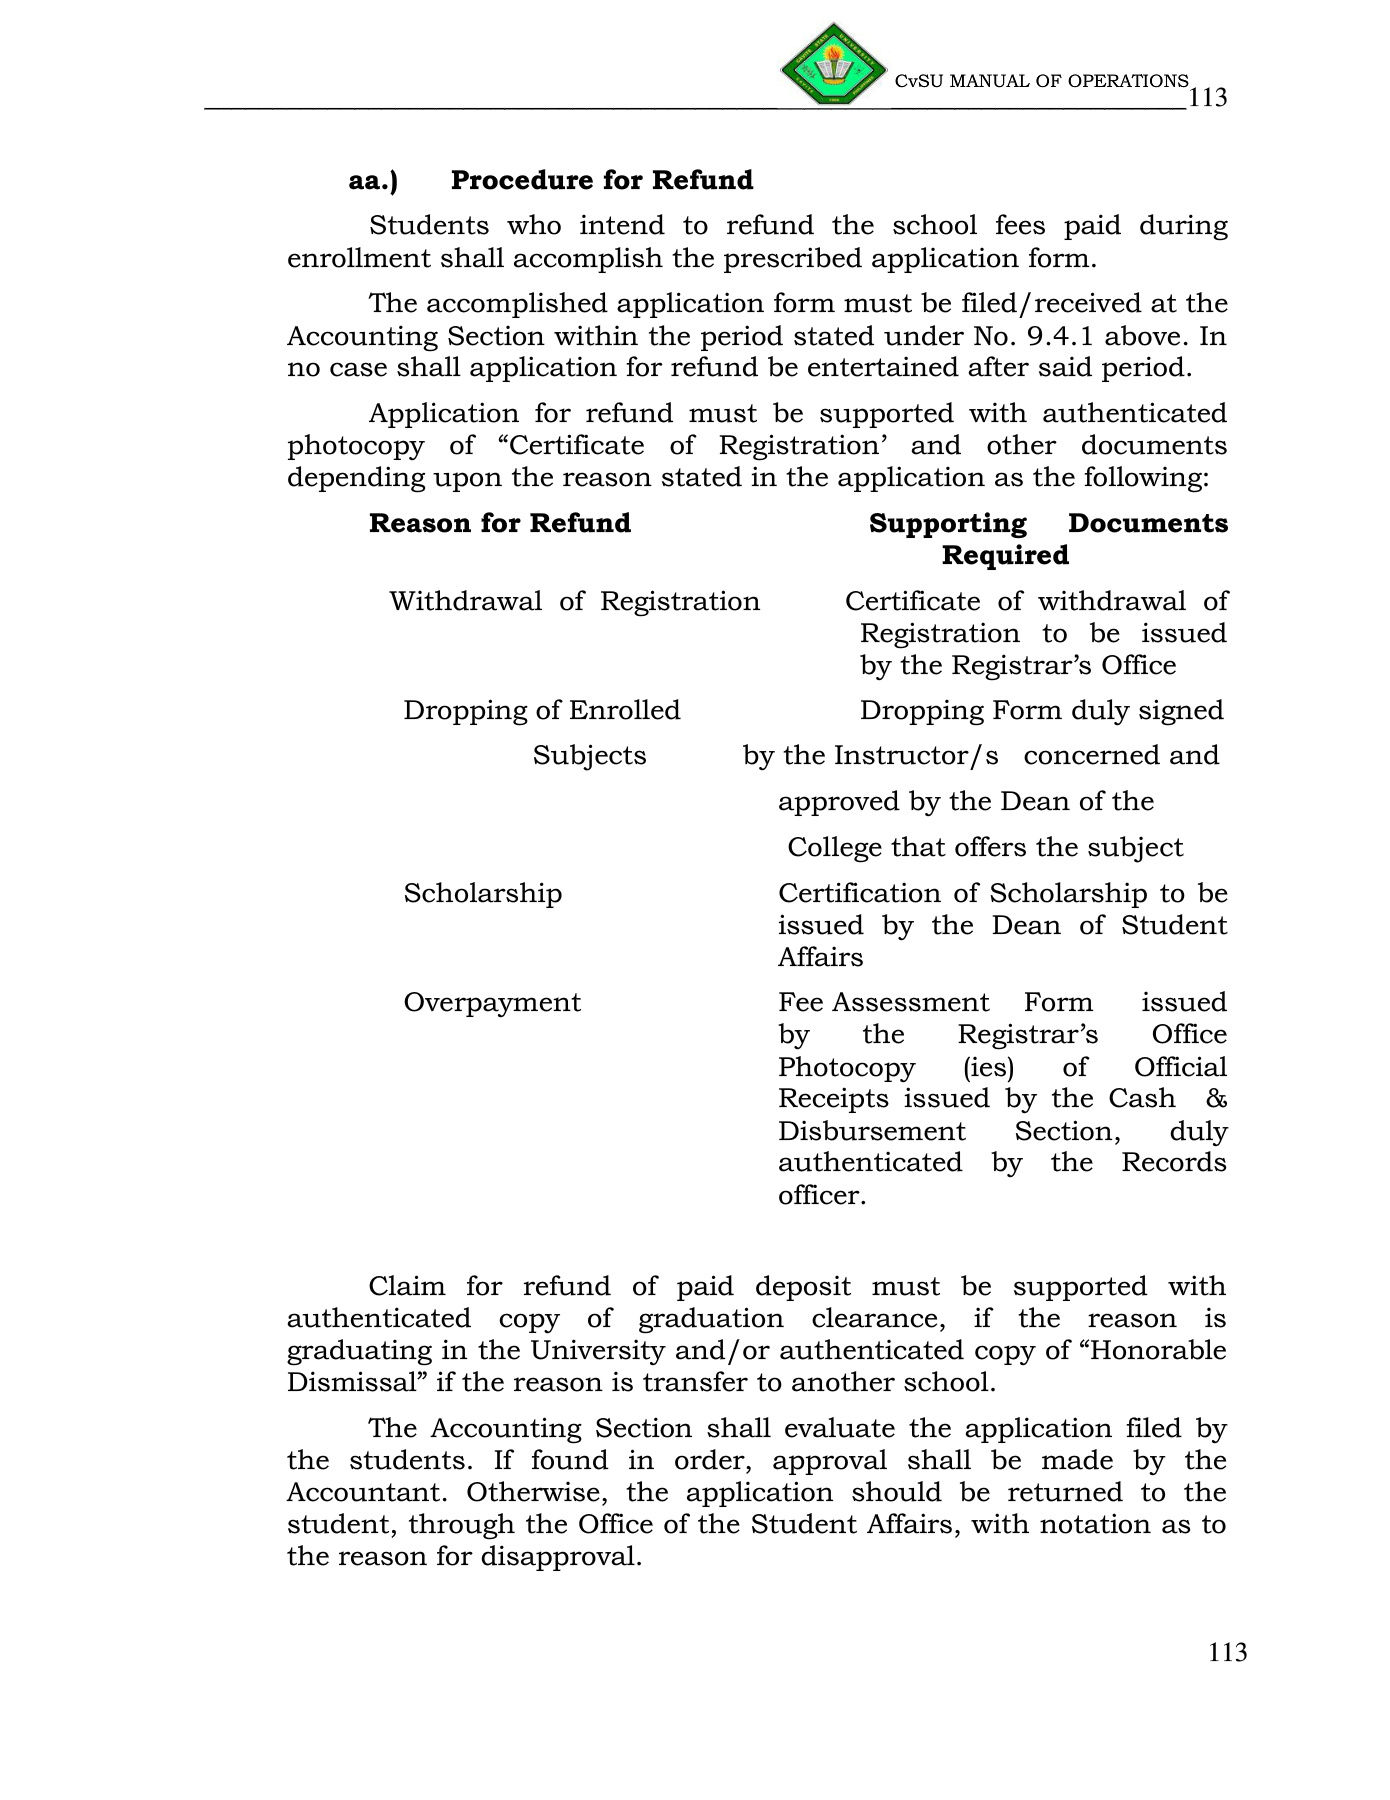 CvSU MANUAL OF OPERATIONS
113
aa.) Procedure for Refund
Students who intend to refund the school fees paid during
enrollment shall accomplish the prescribed application form.
The accomplished application form must be filed/received at the
Accounting Section within the period stated under No. 9.4.1 above. In
no case shall application for refund be entertained after said period.
Application for refund must be supported with authenticated
photocopy of “Certificate of Registration’ and other documents
depending upon the reason stated in the application as the following:
Reason for Refund Supporting Documents
Required
Withdrawal of Registration Certificate of withdrawal of
Registration to be issued
by the Registrar’s Office
Dropping of Enrolled Dropping Form duly signed
Subjects by the Instructor/s concerned and
approved by the Dean of the
College that offers the subject
Scholarship Certification of Scholarship to be
issued by the Dean of Student
Affairs
Overpayment Fee Assessment Form issued
by the Registrar’s Office
Photocopy (ies) of Official
Receipts issued by the Cash &
Disbursement Section, duly
authenticated by the Records
officer.
Claim for refund of paid deposit must be supported with
authenticated copy of graduation clearance, if the reason is
graduating in the University and/or authenticated copy of “Honorable
Dismissal” if the reason is transfer to another school.
The Accounting Section shall evaluate the application filed by
the students. If found in order, approval shall be made by the
Accountant. Otherwise, the application should be returned to the
student, through the Office of the Student Affairs, with notation as to
the reason for disapproval.
113